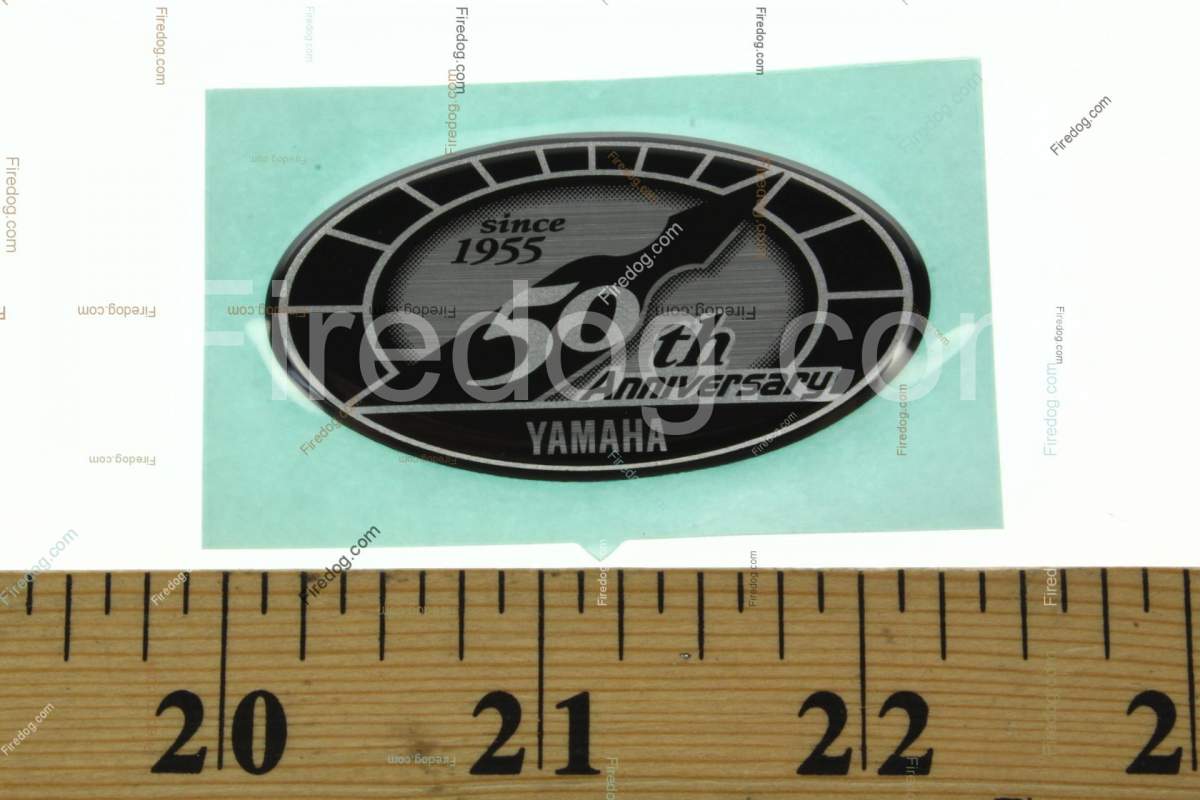 since
1955
50th
Anniversary
YAMAHA
Firedog.com
20 21 22 2